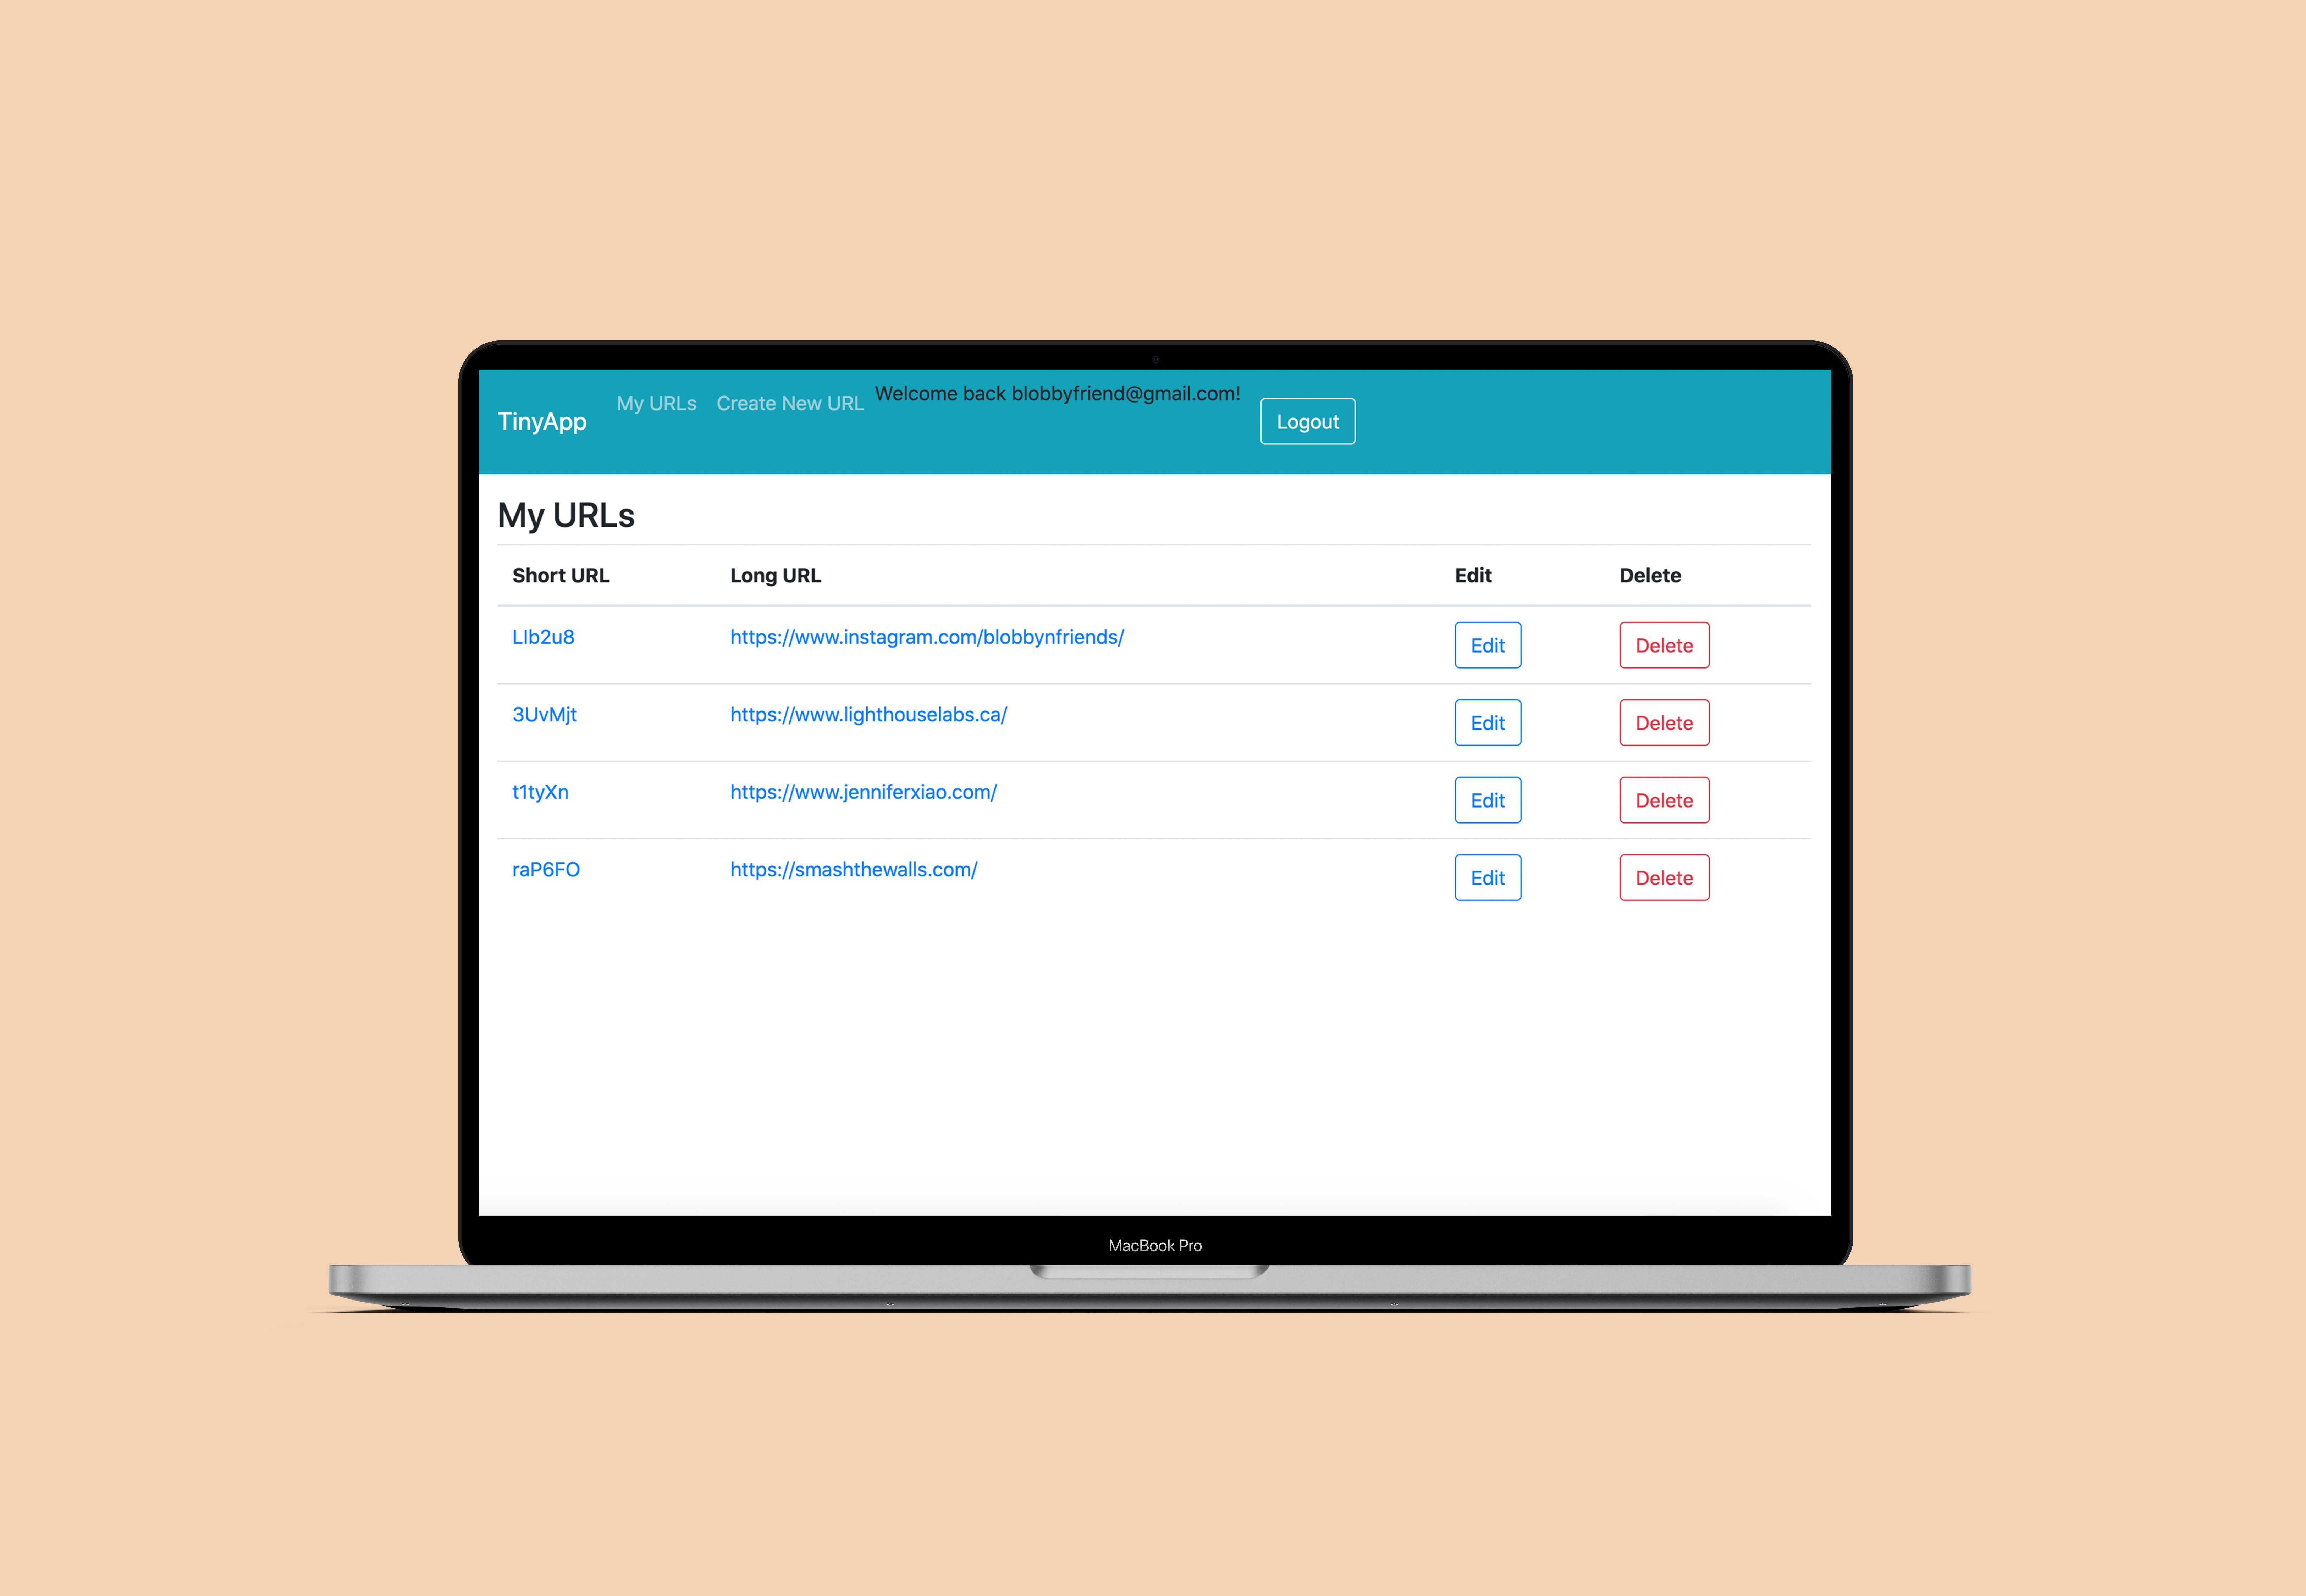 Welcome back blobbyfriend@gmail.com!
My URLs Create New URL
TinyApp Logout
My URLs
Short URL Long URL Edit Delete
LIb2u8 https://www.instagram.com/blobbynfriends/ Edit Delete
3UvMjt https://www.lighthouselabs.ca/ Edit Delete
t1tyXn https://www.jenniferxiao.com/ Edit Delete
raP6FO https://smashthewalls.com/ Edit Delete
MacBook Pro